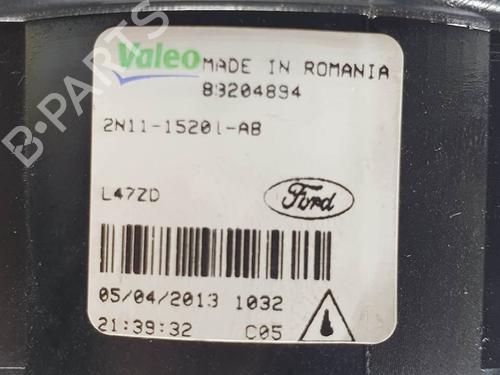 Valeo MADE IN ROMANIA
89204894
2N11-15201-AB
L47ZD
Ford
05/04/2013 1032
21:39:32 C05
B-PARTS